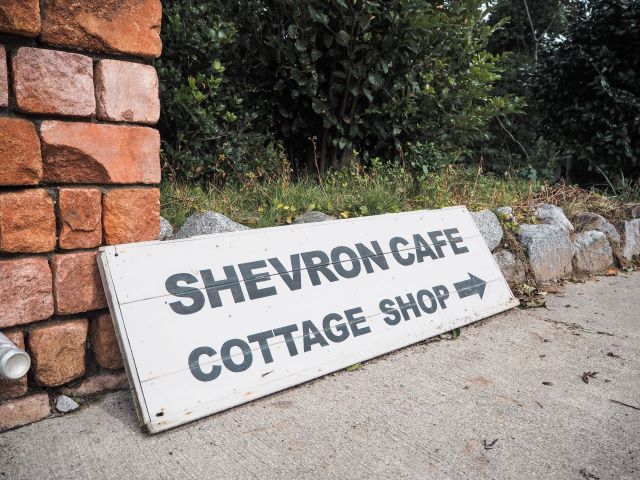 SHEVRON CAFE
COTTAGE SHOP →